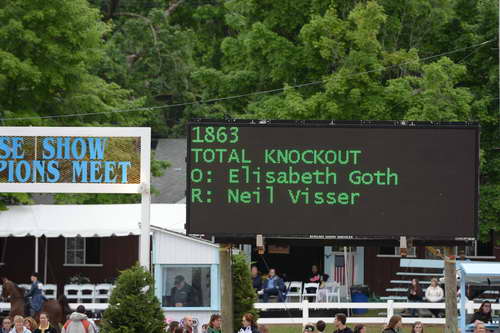 SE SHOW
PIONS MEET
1863
TOTAL KNOCKOUT
O: Elisabeth Goth
R: Neil Visser